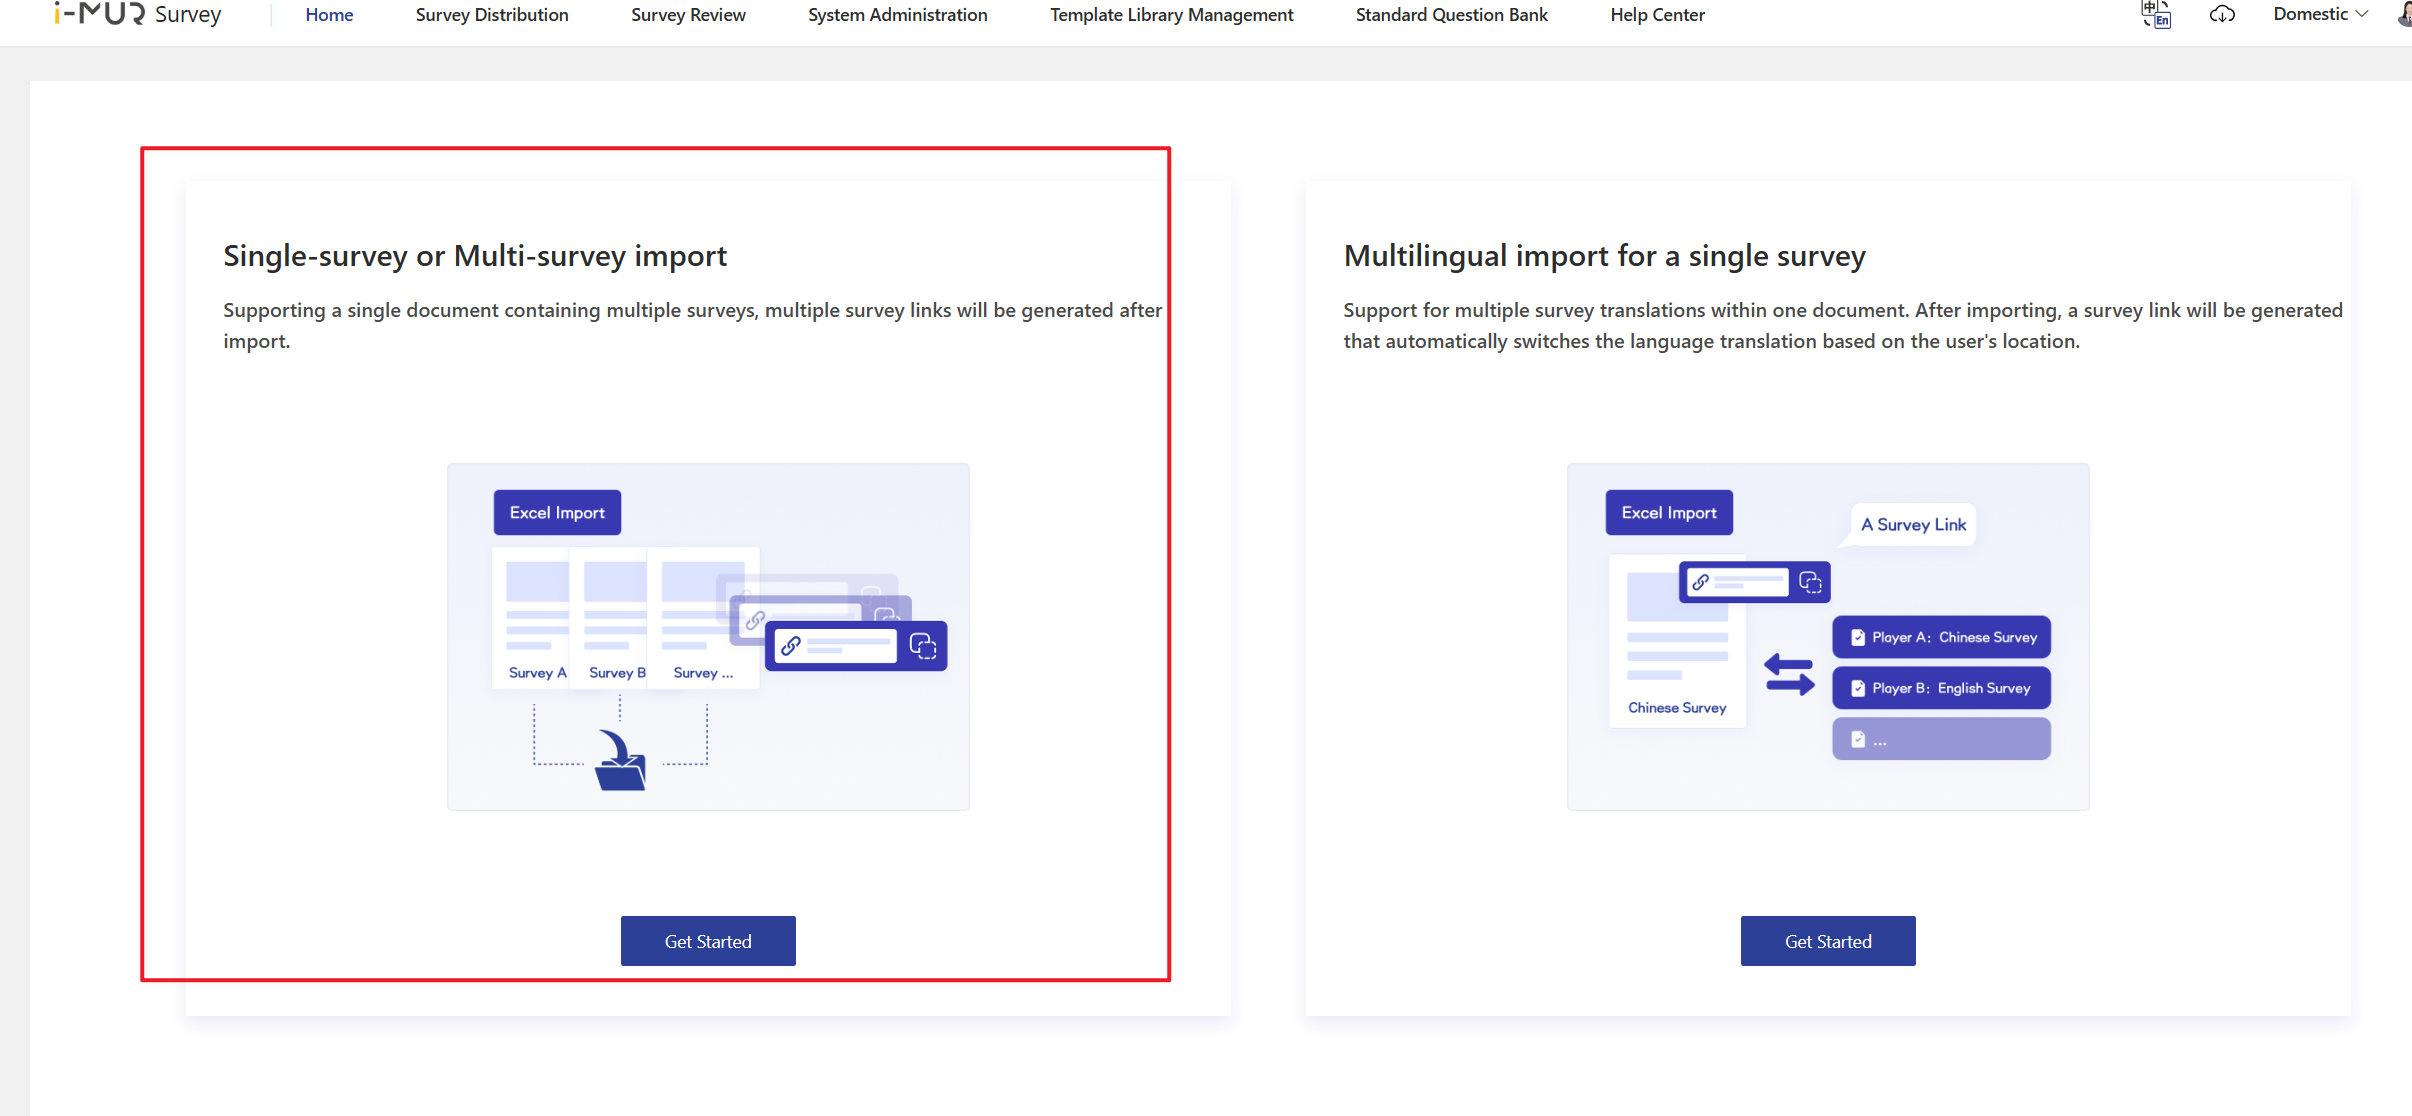 i-MUR Survey
Home
Survey Distribution
Survey Review
System Administration
Template Library Management
Standard Question Bank
Help Center
中
En
Domestic
Single-survey or Multi-survey import
Supporting a single document containing multiple surveys, multiple survey links will be generated after
import.
Excel Import
Survey A
Survey B
Survey ...
Get Started
Multilingual import for a single survey
Support for multiple survey translations within one document. After importing, a survey link will be generated
that automatically switches the language translation based on the user's location.
Excel Import
A Survey Link
Chinese Survey
Player A： Chinese Survey
Player B： English Survey
...
Get Started